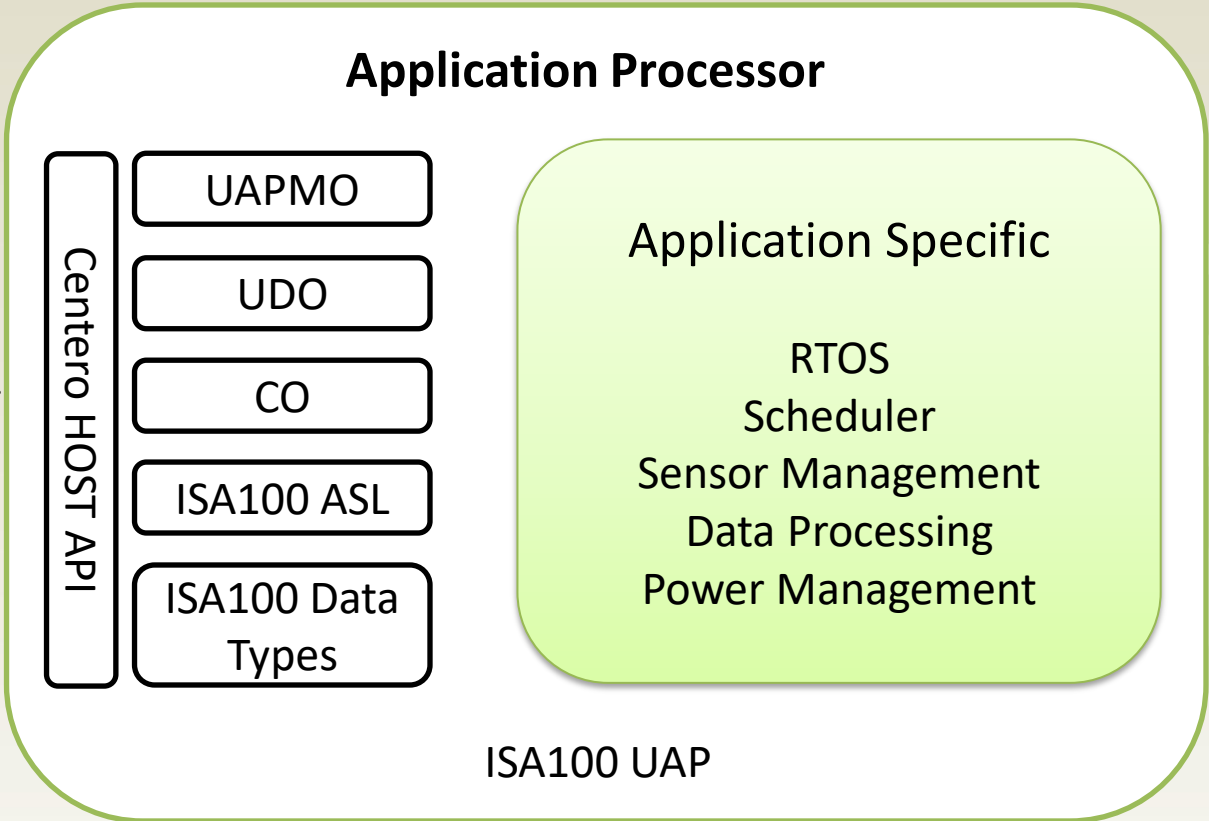 Application Processor
Centero HOST API
UAPMO
UDO
CO
ISA100 ASL
ISA100 Data
Types
Application Specific
RTOS
Scheduler
Sensor Management
Data Processing
Power Management
ISA100 UAP